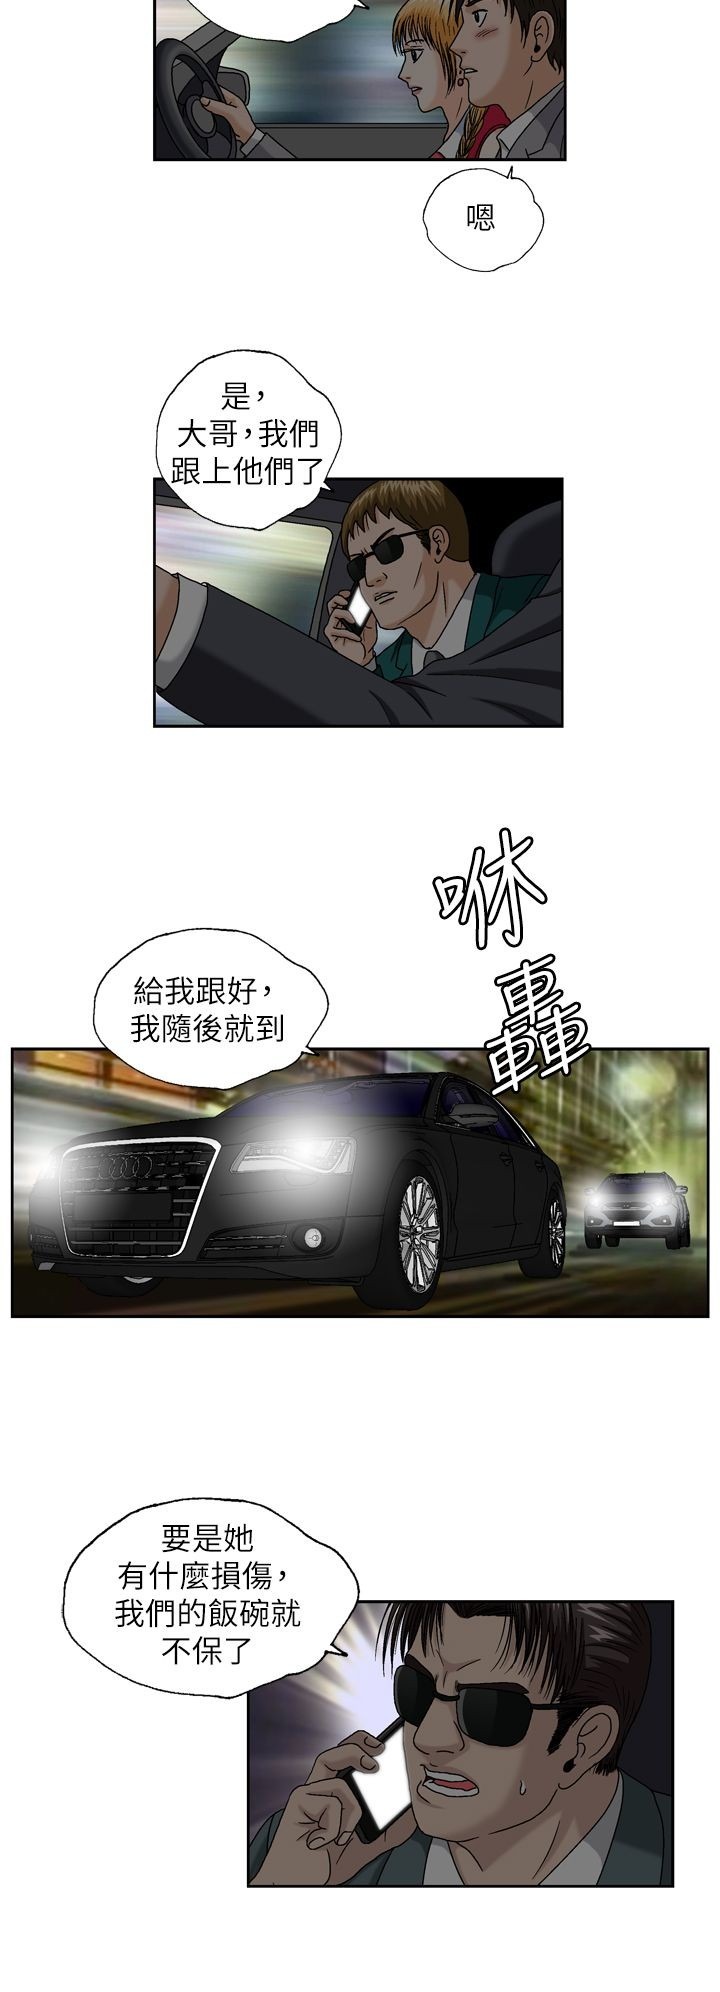 嗯
是，
大哥，我們
跟上他們了
咻
轟
給我跟好，
我隨後就到
要是她
有什麼損傷，
我們的飯碗就
不保了